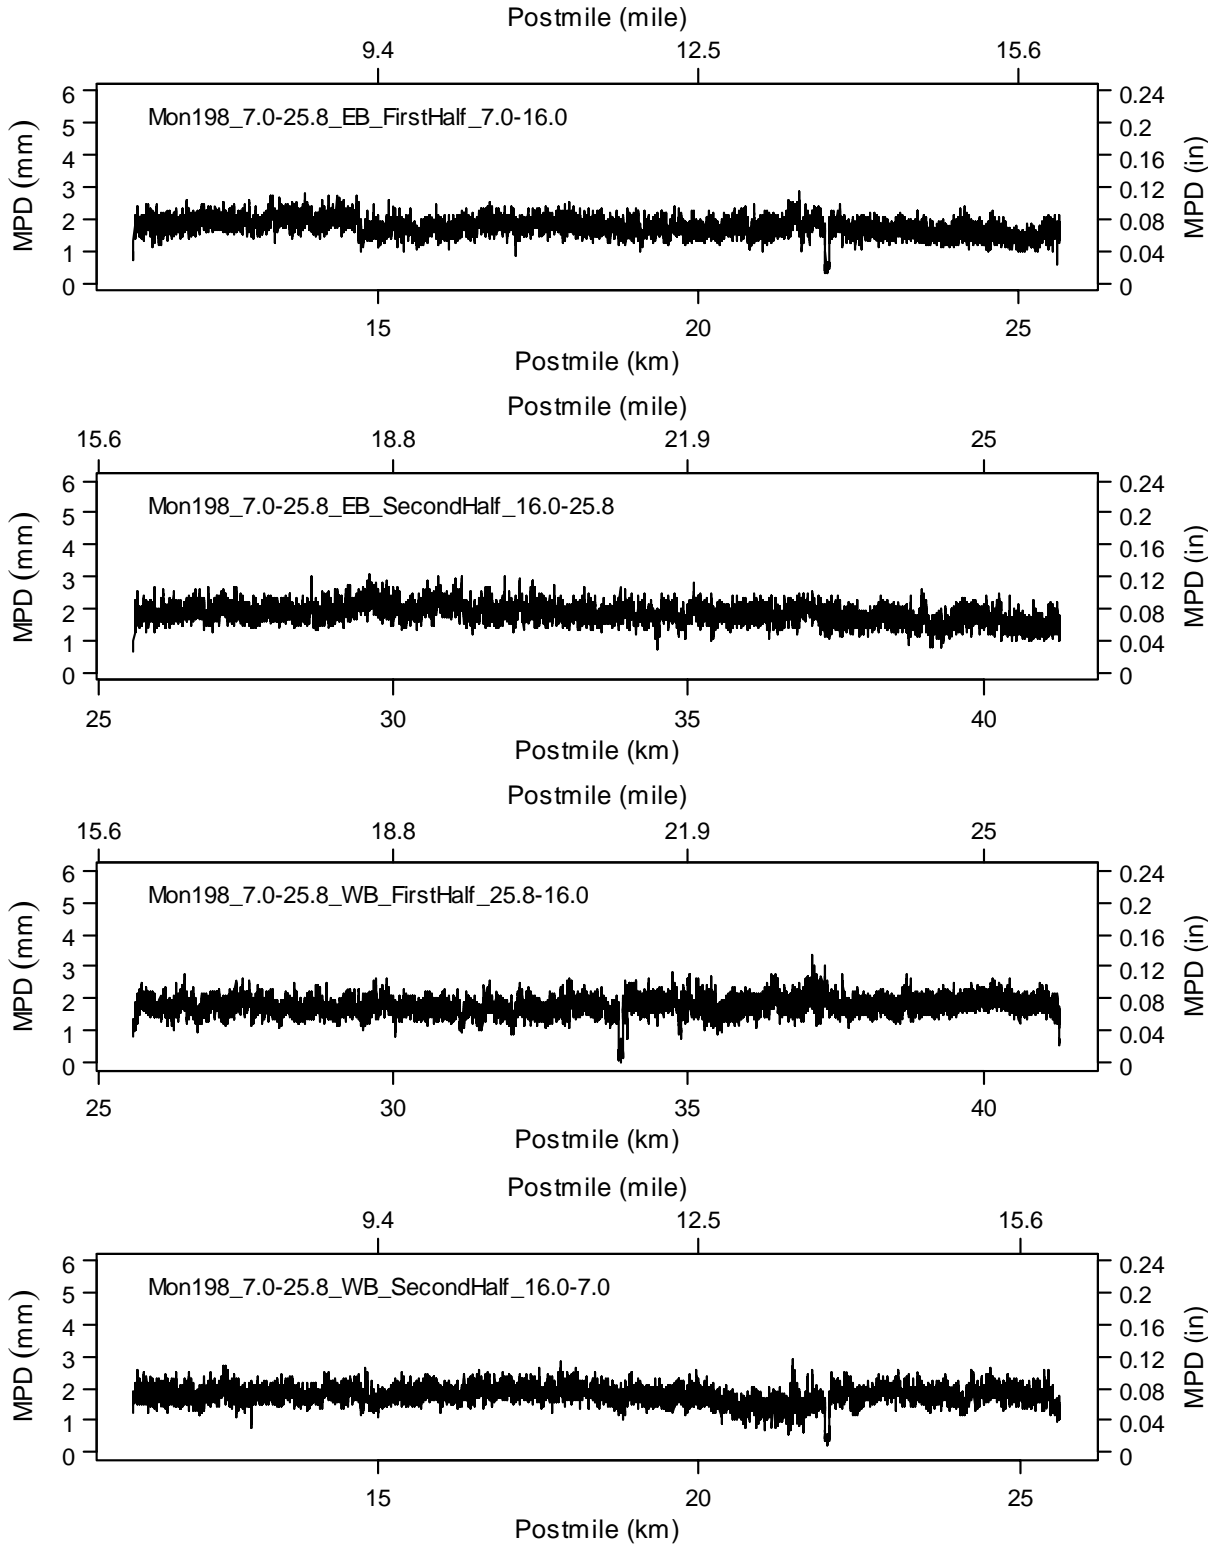 Postmile (mile)
9.4 12.5 15.6
Mon198_7.0-25.8_EB_FirstHalf_7.0-16.0
MPD (mm)
6
5
4
3
2
1
0
0.24
0.2
0.16
0.12
0.08
0.04
0
MPD (in)
15 20 25
Postmile (km)
Postmile (mile)
15.6 18.8 21.9 25
Mon198_7.0-25.8_EB_SecondHalf_16.0-25.8
MPD (mm)
6
5
4
3
2
1
0
0.24
0.2
0.16
0.12
0.08
0.04
0
MPD (in)
25 30 35 40
Postmile (km)
Postmile (mile)
15.6 18.8 21.9 25
Mon198_7.0-25.8_WB_FirstHalf_25.8-16.0
MPD (mm)
6
5
4
3
2
1
0
0.24
0.2
0.16
0.12
0.08
0.04
0
MPD (in)
25 30 35 40
Postmile (km)
Postmile (mile)
9.4 12.5 15.6
Mon198_7.0-25.8_WB_SecondHalf_16.0-7.0
MPD (mm)
6
5
4
3
2
1
0
0.24
0.2
0.16
0.12
0.08
0.04
0
MPD (in)
15 20 25
Postmile (km)